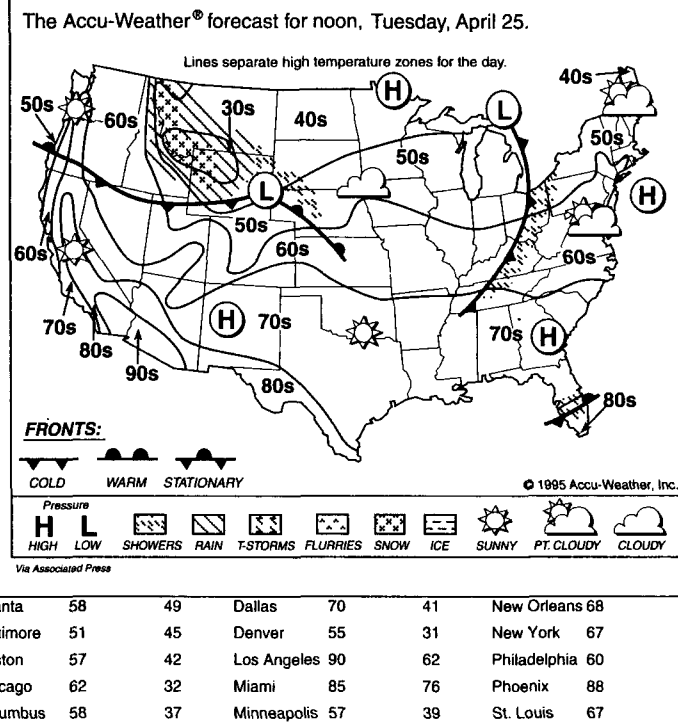 The Accu-Weather® forecast for noon, Tuesday, April 25.
Lines separate high temperature zones for the day.
H
40s
50s
60s
30s
40s
L
50s
50s
L
H
50s
60s
60s
60s
70s
H
70s
70s
H
80s
90s
80s
80s
FRONTS:
COLD WARM STATIONARY
© 1995 Accu-Weather, Inc.
Pressure
H L
HIGH LOW SHOWERS RAIN T-STORMS FLURRIES SNOW ICE SUNNY PT. CLOUDY CLOUDY
Via Associated Press
nta 58 49 Dallas 70 41 New Orleans 68
imore 51 45 Denver 55 31 New York 67
ton 57 42 Los Angeles 90 62 Philadelphia 60
cago 62 32 Miami 85 76 Phoenix 88
umbus 58 37 Minneapolis 57 39 St. Louis 67